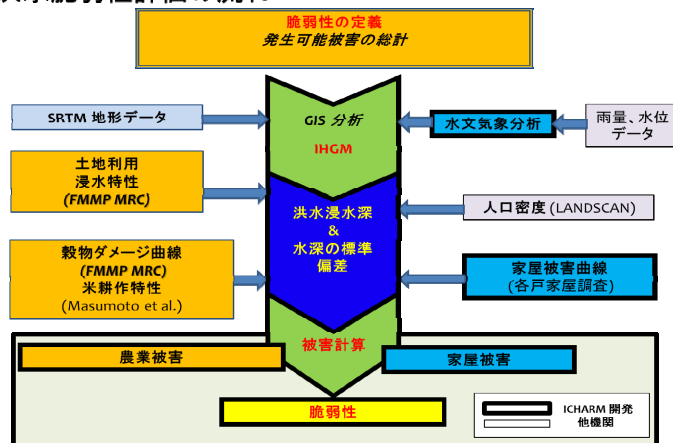 脆弱性の定義
発生可能被害の総計
SRTM 地形データ
GIS 分析
IHGM
水文気象分析
雨量、水位
データ
土地利用
浸水特性
(FMMP MRC)
洪水浸水深
&
水深の標準
偏差
人口密度 (LANDSCAN)
穀物ダメージ曲線
(FMMP MRC)
米耕作特性
(Masumoto et al.)
家屋被害曲線
(各戸家屋調査)
被害計算
農業被害
家屋被害
脆弱性
ICHARM 開発
他機関